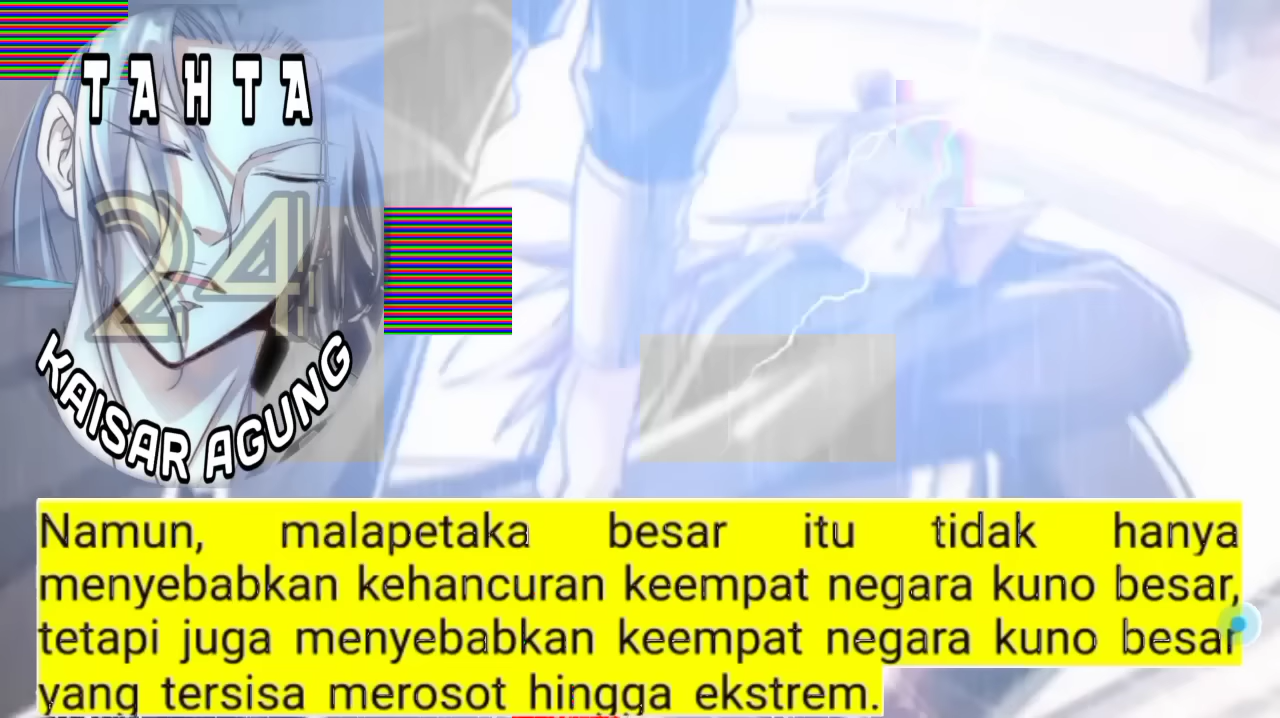 TAHTA
24
KAISAR AGUNG
Namun, malapetaka besar itu tidak hanya
menyebabkan kehancuran keempat negara kuno besar,
tetapi juga menyebabkan keempat negara kuno besar
yang tersisa merosot hingga ekstrem.